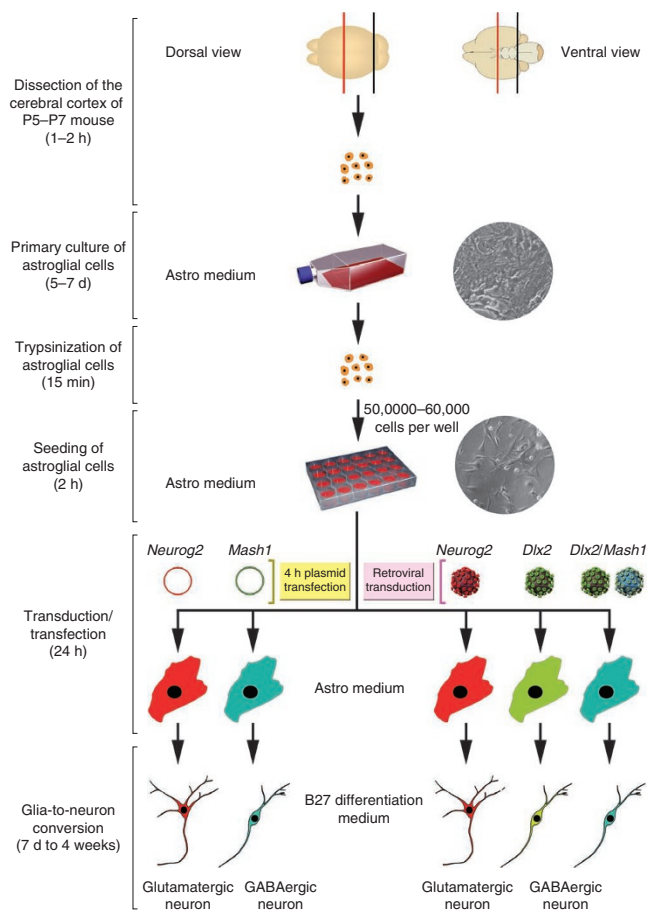 Dorsal view
Ventral view
Dissection of the
cerebral cortex of
P5–P7 mouse
(1–2 h)
Primary culture of
astroglial cells
(5–7 d)
Astro medium
Trypsinization of
astroglial cells
(15 min)
50,0000–60,000
cells per well
Seeding of
astroglial cells
(2 h)
Astro medium
Neurog2
Mash1
4 h plasmid
transfection
Retroviral
transduction
Neurog2
Dlx2
Dlx2/Mash1
Transduction/
transfection
(24 h)
Astro medium
Glia-to-neuron
conversion
(7 d to 4 weeks)
B27 differentiation
medium
Glutamatergic
neuron
GABAergic
neuron
Glutamatergic
neuron
GABAergic
neuron